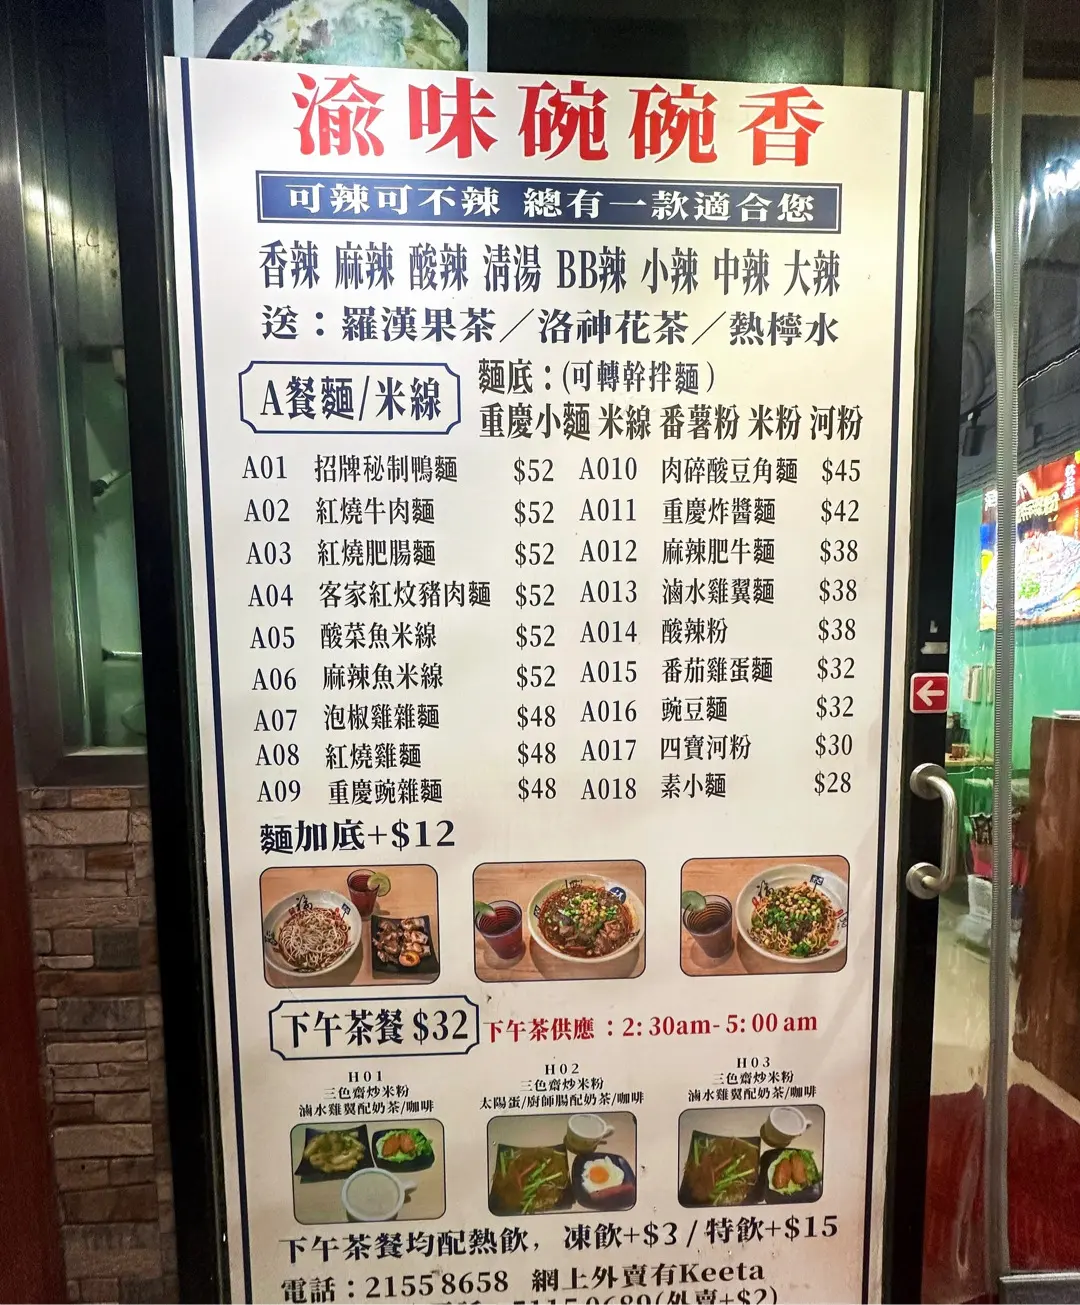 渝味碗碗香
可辣可不辣 總有一款適合您
香辣 麻辣 酸辣 清湯 BB辣 小辣 中辣 大辣
送：羅漢果茶／洛神花茶／熱檸水
A餐麵/米線
麵底：(可轉幹拌麵)
重慶小麵 米線 番薯粉 米粉 河粉
A01 招牌秘制鴨麵 $52
A02 紅燒牛肉麵 $52
A03 紅燒肥腸麵 $52
A04 客家紅炆豬肉麵 $52
A05 酸菜魚米線 $52
A06 麻辣魚米線 $52
A07 泡椒雞雜麵 $48
A08 紅燒雞麵 $48
A09 重慶豌雜麵 $48
A010 肉碎酸豆角麵 $45
A011 重慶炸醬麵 $42
A012 麻辣肥牛麵 $38
A013 滷水雞翼麵 $38
A014 酸辣粉 $38
A015 番茄雞蛋麵 $32
A016 豌豆麵 $32
A017 四寶河粉 $30
A018 素小麵 $28
麵加底+$12
下午茶餐 $32
下午茶供應：2:30am-5:00am
H01
三色齋炒米粉
滷水雞翼配奶茶/咖啡
H02
三色齋炒米粉
太陽蛋/廚師腸配奶茶/咖啡
H03
三色齋炒米粉
滷水雞翼配奶茶/咖啡
下午茶餐均配熱飲，凍飲+$3/特飲+$15
電話：2155 8658 網上外賣有Keeta
(外賣+$2)